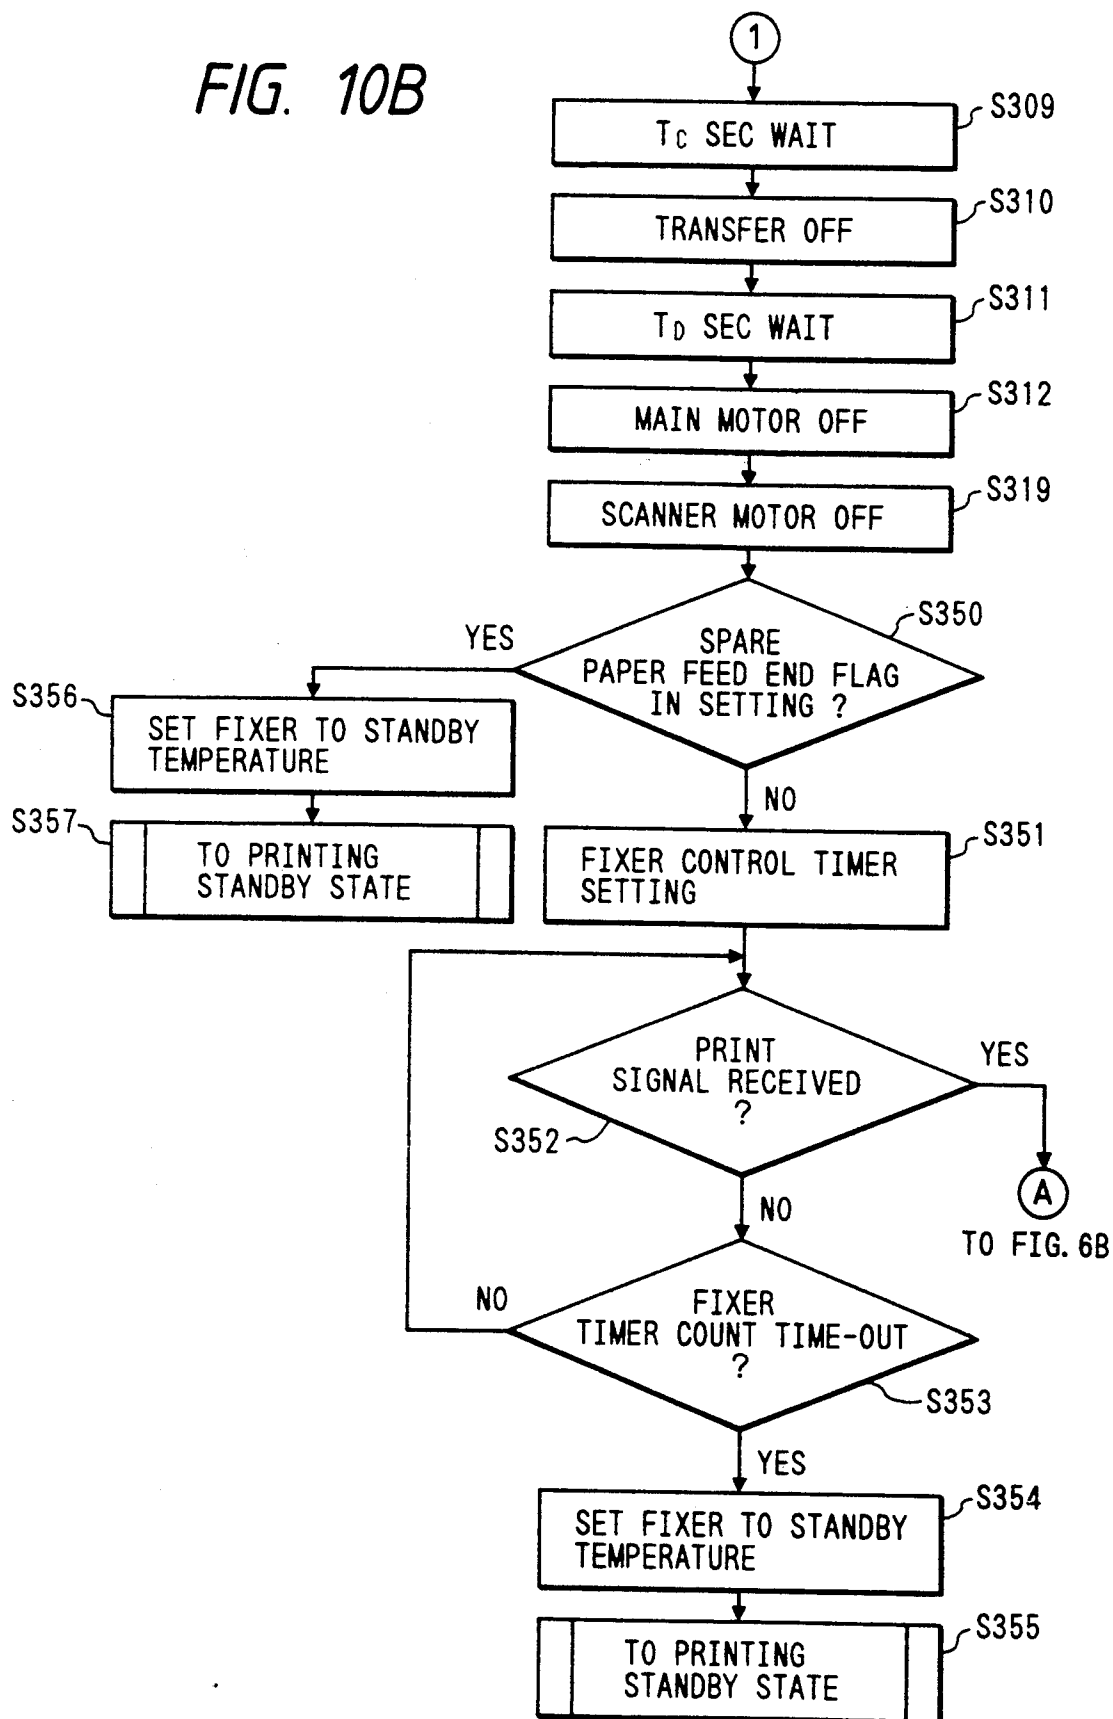 FIG. 10B
1
S309
TC SEC WAIT
S310
TRANSFER OFF
S311
TD SEC WAIT
S312
MAIN MOTOR OFF
S319
SCANNER MOTOR OFF
S350
YES
SPARE
PAPER FEED END FLAG
IN SETTING ?
S356
SET FIXER TO STANDBY
TEMPERATURE
NO
S357
TO PRINTING
STANDBY STATE
S351
FIXER CONTROL TIMER
SETTING
PRINT
SIGNAL RECEIVED
?
YES
S352
A
TO FIG. 6B
NO
NO
FIXER
TIMER COUNT TIME-OUT
?
S353
YES
S354
SET FIXER TO STANDBY
TEMPERATURE
S355
TO PRINTING
STANDBY STATE